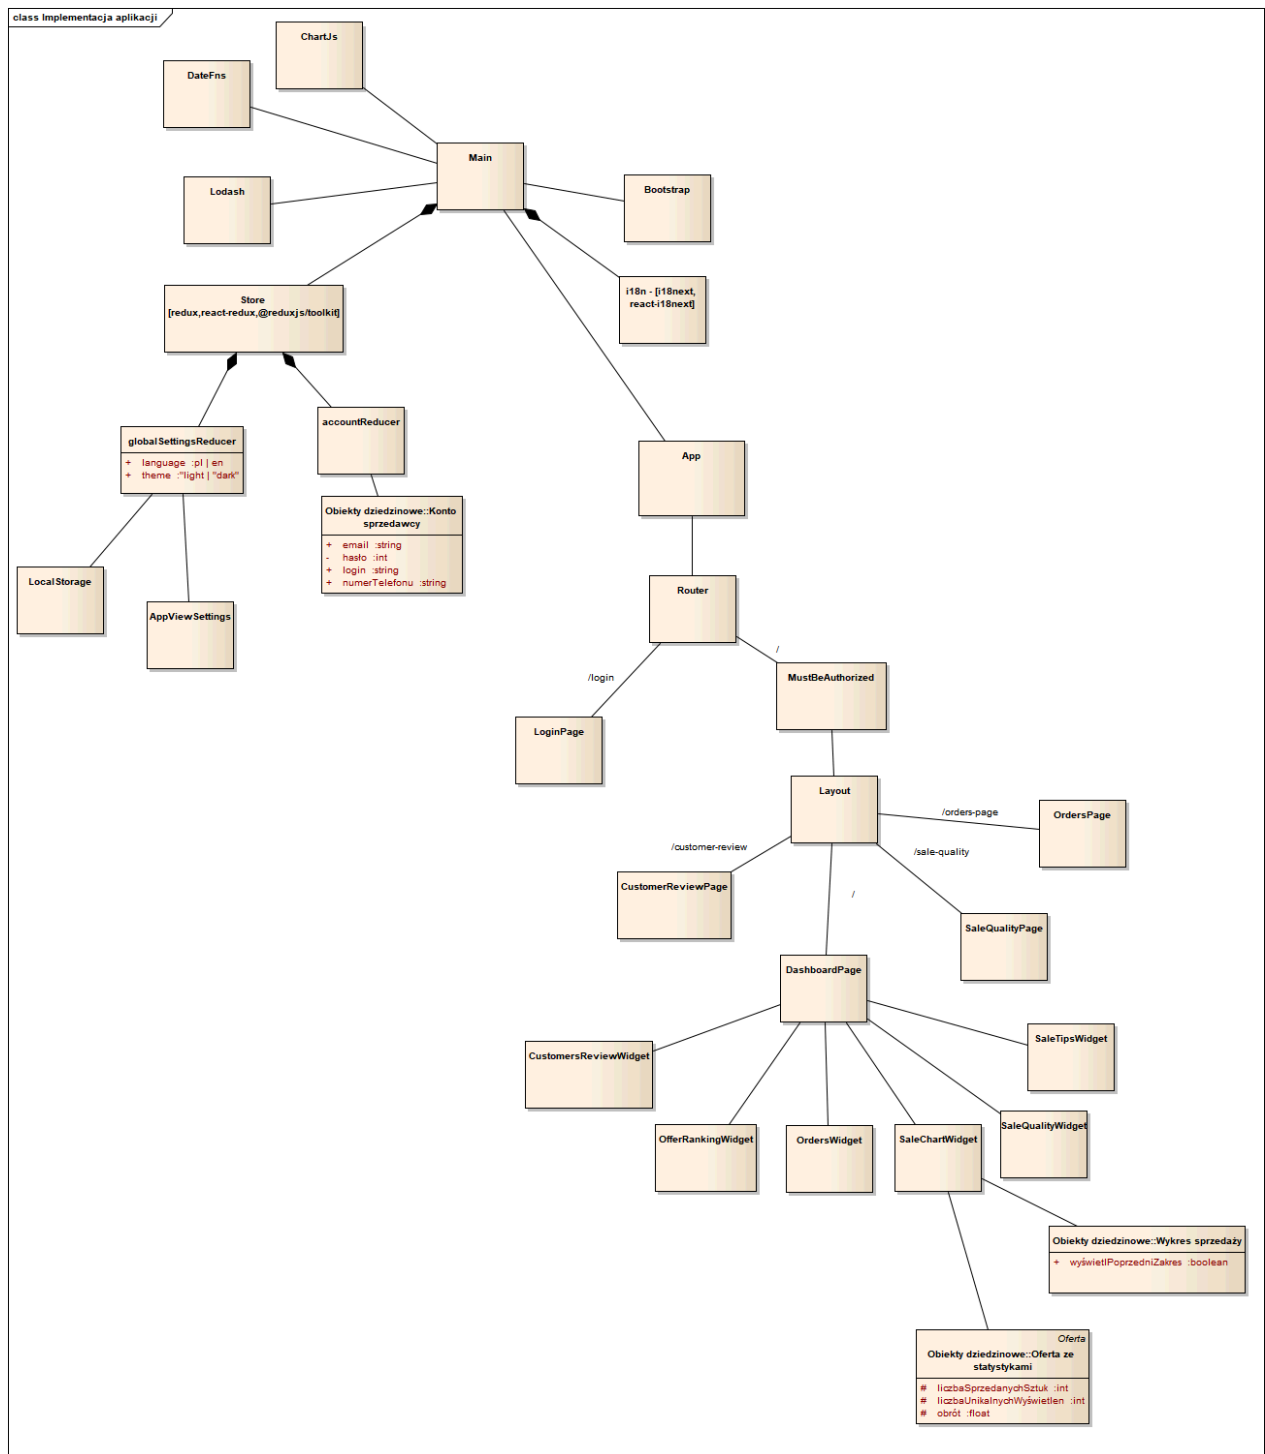 class Implementacja aplikacji
ChartJs
DateFns
Main
Lodash
Bootstrap
i18n - [i18next,
react-i18next]
Store
[redux,react-redux,@reduxjs/toolkit]
accountReducer
globalSettingsReducer
+ language :pl | en
+ theme :"light | "dark"
App
Obiekty dziedzinowe::Konto
sprzedawcy
+ email :string
- hasło :int
+ login :string
+ numerTelefonu :string
LocalStorage
AppViewSettings
Router
/
/login
MustBeAuthorized
LoginPage
Layout
/orders-page
OrdersPage
/customer-review
/sale-quality
CustomerReviewPage
/
SaleQualityPage
DashboardPage
SaleTipsWidget
CustomersReviewWidget
SaleQualityWidget
OfferRankingWidget
OrdersWidget
SaleChartWidget
Obiekty dziedzinowe::Wykres sprzedaży
+ wyświetlPoprzedniZakres :boolean
Oferta
Obiekty dziedzinowe::Oferta ze
statystykami
# liczbaSprzedanychSztuk :int
# liczbaUnikalnychWyświetlen :int
# obrót :float